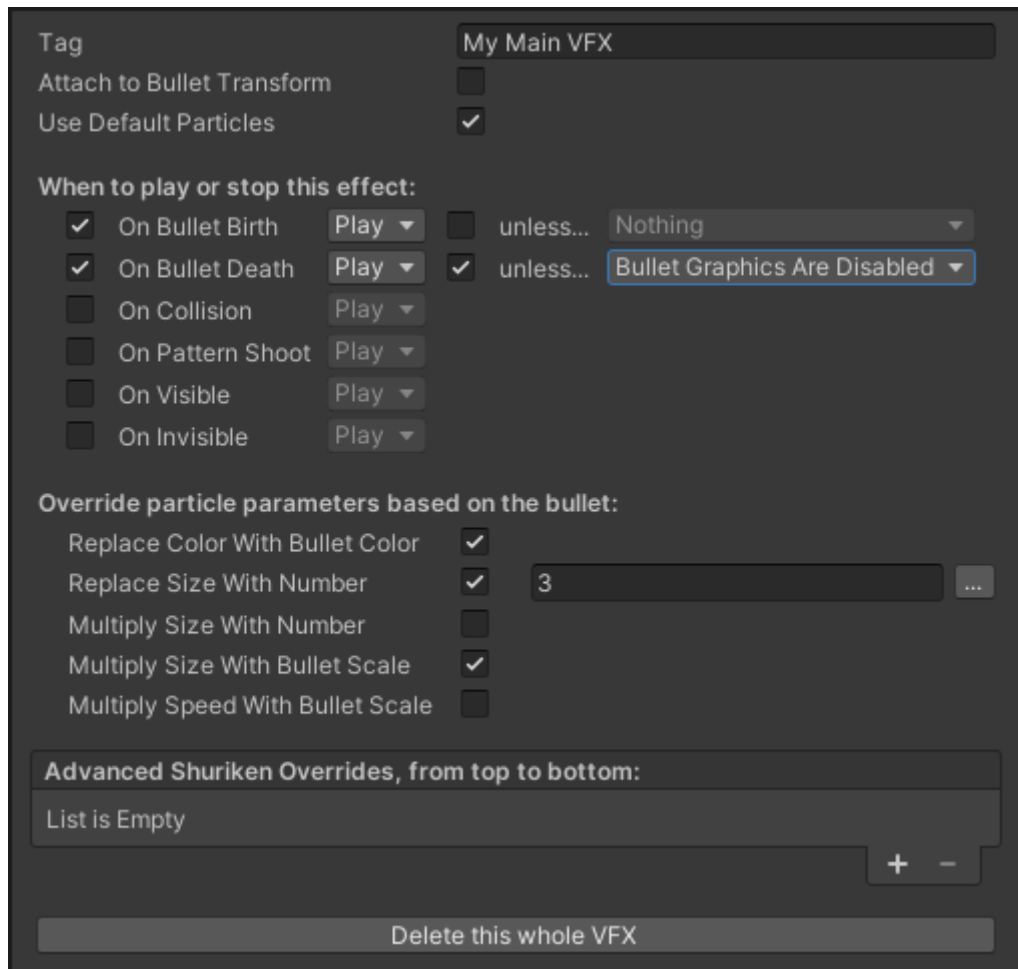 Tag My Main VFX
Attach to Bullet Transform
Use Default Particles
When to play or stop this effect:
On Bullet Birth Play unless... Nothing
On Bullet Death Play unless... Bullet Graphics Are Disabled
On Collision Play
On Pattern Shoot Play
On Visible Play
On Invisible Play
Override particle parameters based on the bullet:
Replace Color With Bullet Color
Replace Size With Number 3 ...
Multiply Size With Number
Multiply Size With Bullet Scale
Multiply Speed With Bullet Scale
Advanced Shuriken Overrides, from top to bottom:
List is Empty
+ −
Delete this whole VFX